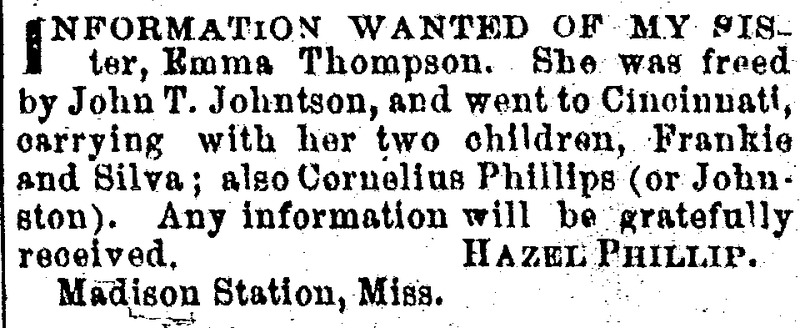 INFORMATION WANTED OF MY SIS-
ter, Emma Thompson. She was freed
by John T. Johntson, and went to Cincinnati,
carrying with her two children, Frankie
and Silva; also Cornelius Phillips (or John-
ston). Any information will be gratefully
received. HAZEL PHILLIP.
Madison Station, Miss.